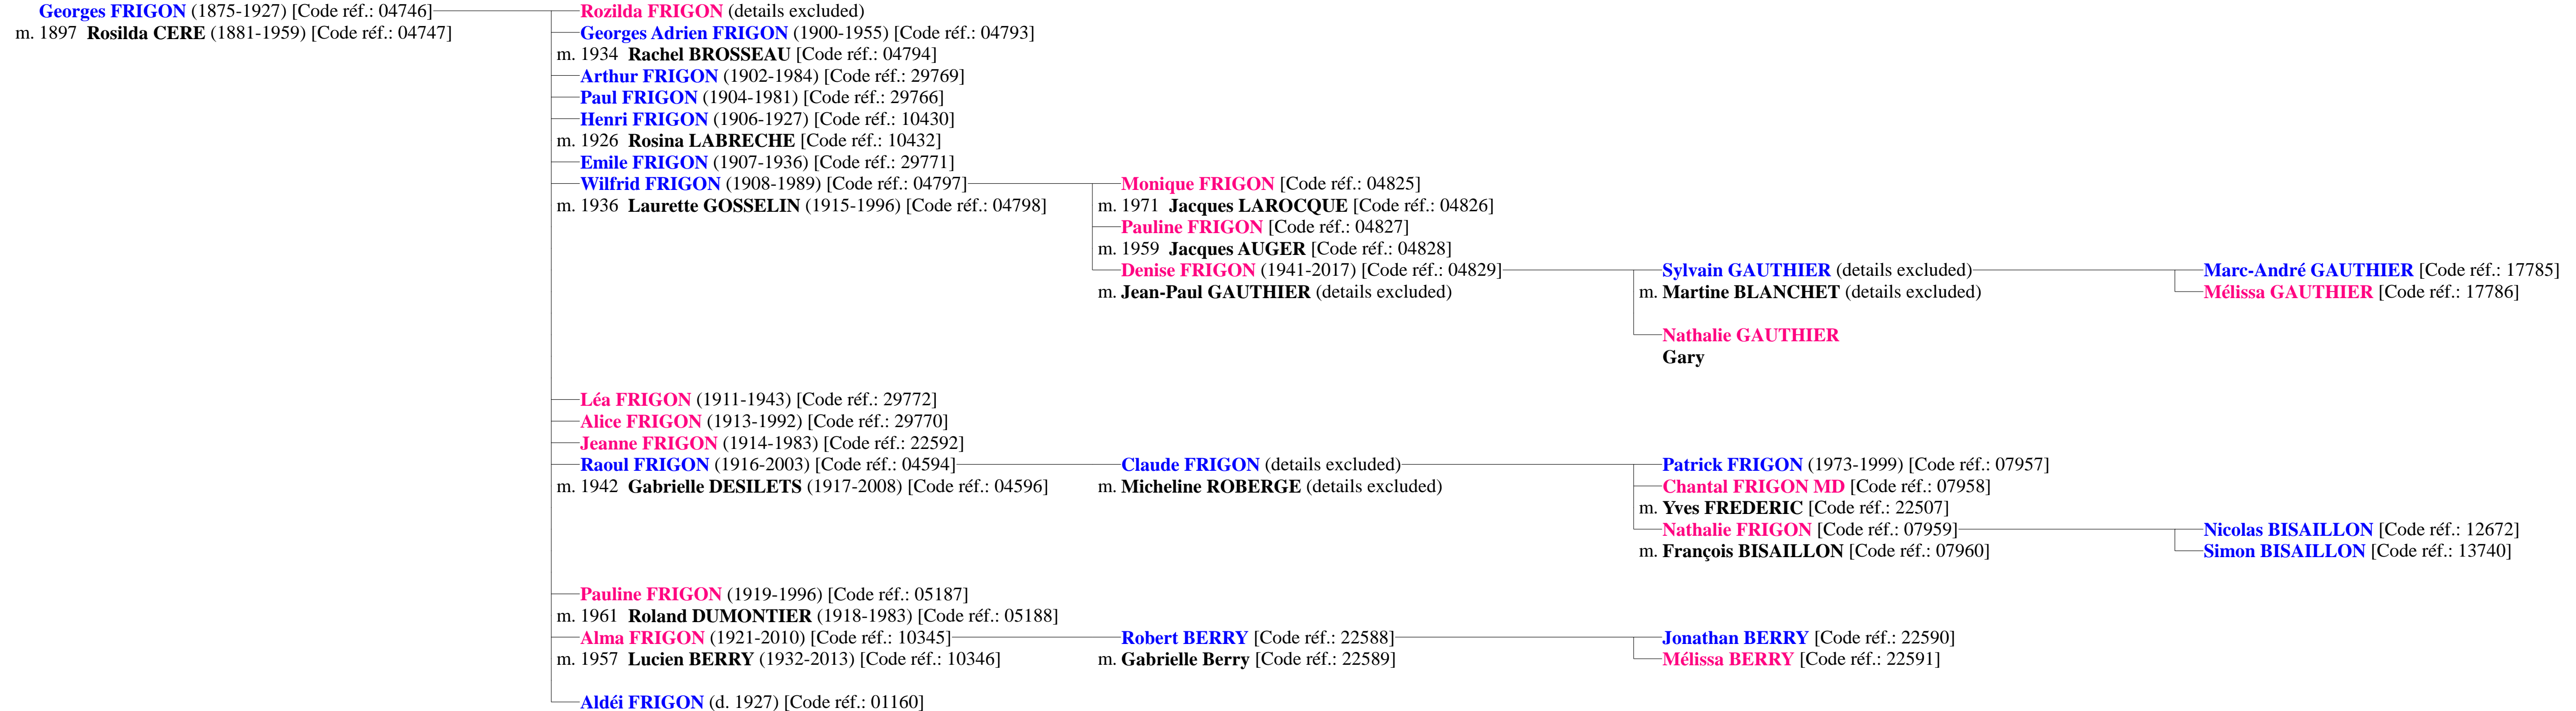 Georges FRIGON (1875-1927) [Code réf.: 04746]
m. 1897 Rosilda CERE (1881-1959) [Code réf.: 04747]
Rozilda FRIGON (details excluded)
Georges Adrien FRIGON (1900-1955) [Code réf.: 04793]
m. 1934 Rachel BROSSEAU [Code réf.: 04794]
Arthur FRIGON (1902-1984) [Code réf.: 29769]
Paul FRIGON (1904-1981) [Code réf.: 29766]
Henri FRIGON (1906-1927) [Code réf.: 10430]
m. 1926 Rosina LABRECHE [Code réf.: 10432]
Emile FRIGON (1907-1936) [Code réf.: 29771]
Wilfrid FRIGON (1908-1989) [Code réf.: 04797]
m. 1936 Laurette GOSSELIN (1915-1996) [Code réf.: 04798]
Monique FRIGON [Code réf.: 04825]
m. 1971 Jacques LAROCQUE [Code réf.: 04826]
Pauline FRIGON [Code réf.: 04827]
m. 1959 Jacques AUGER [Code réf.: 04828]
Denise FRIGON (1941-2017) [Code réf.: 04829]
m. Jean-Paul GAUTHIER (details excluded)
Sylvain GAUTHIER (details excluded)
m. Martine BLANCHET (details excluded)
Marc-André GAUTHIER [Code réf.: 17785]
Mélissa GAUTHIER [Code réf.: 17786]
Nathalie GAUTHIER
Gary
Léa FRIGON (1911-1943) [Code réf.: 29772]
Alice FRIGON (1913-1992) [Code réf.: 29770]
Jeanne FRIGON (1914-1983) [Code réf.: 22592]
Raoul FRIGON (1916-2003) [Code réf.: 04594]
m. 1942 Gabrielle DESILETS (1917-2008) [Code réf.: 04596]
Claude FRIGON (details excluded)
m. Micheline ROBERGE (details excluded)
Patrick FRIGON (1973-1999) [Code réf.: 07957]
Chantal FRIGON MD [Code réf.: 07958]
m. Yves FREDERIC [Code réf.: 22507]
Nathalie FRIGON [Code réf.: 07959]
m. François BISAILLON [Code réf.: 07960]
Nicolas BISAILLON [Code réf.: 12672]
Simon BISAILLON [Code réf.: 13740]
Pauline FRIGON (1919-1996) [Code réf.: 05187]
m. 1961 Roland DUMONTIER (1918-1983) [Code réf.: 05188]
Alma FRIGON (1921-2010) [Code réf.: 10345]
m. 1957 Lucien BERRY (1932-2013) [Code réf.: 10346]
Robert BERRY [Code réf.: 22588]
m. Gabrielle Berry [Code réf.: 22589]
Jonathan BERRY [Code réf.: 22590]
Mélissa BERRY [Code réf.: 22591]
Aldéi FRIGON (d. 1927) [Code réf.: 01160]